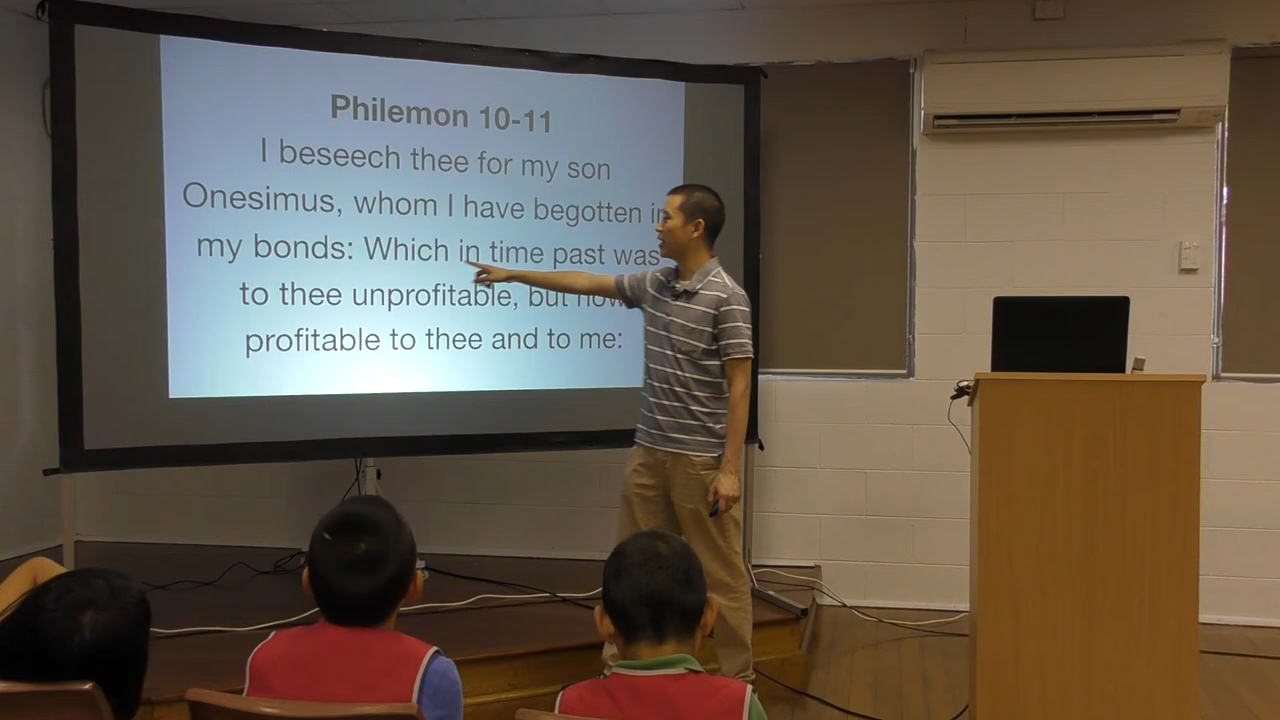 Philemon 10-11
I beseech thee for my son
Onesimus, whom I have begotten in
my bonds: Which in time past was
to thee unprofitable, but now
profitable to thee and to me: